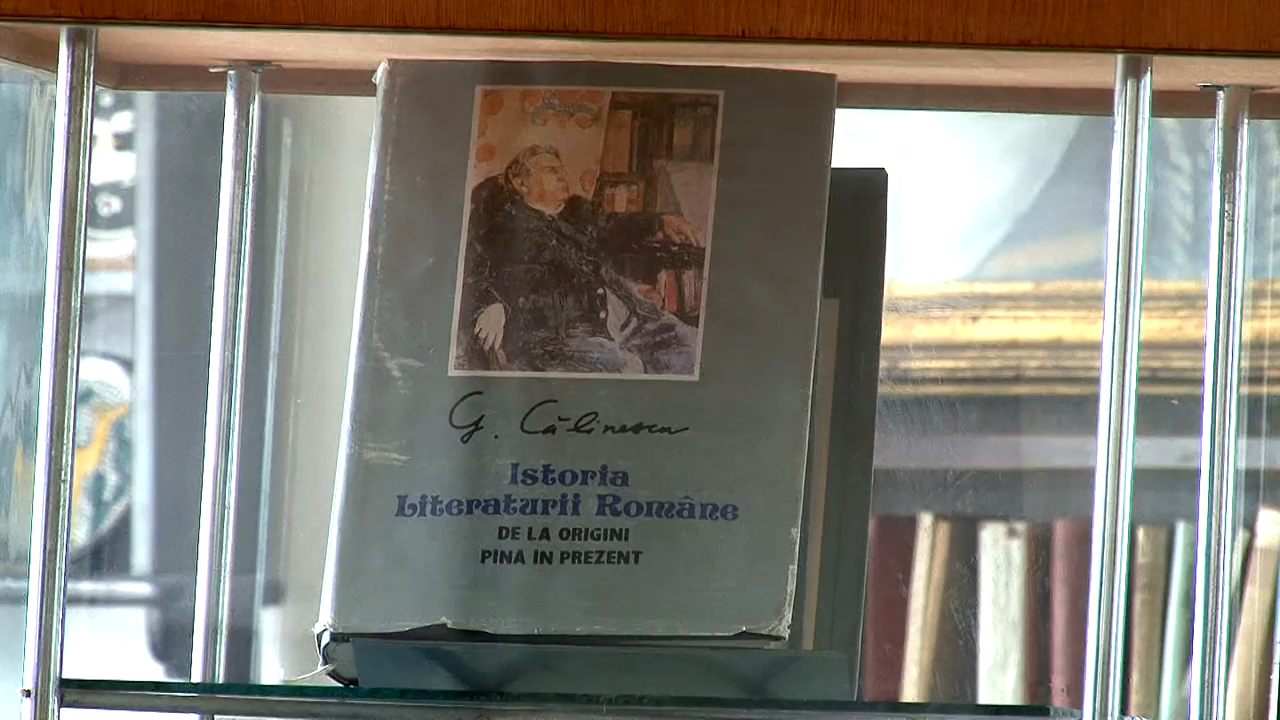 G. Călinescu
Istoria
Literaturii Române
DE LA ORIGINI
PINA IN PREZENT